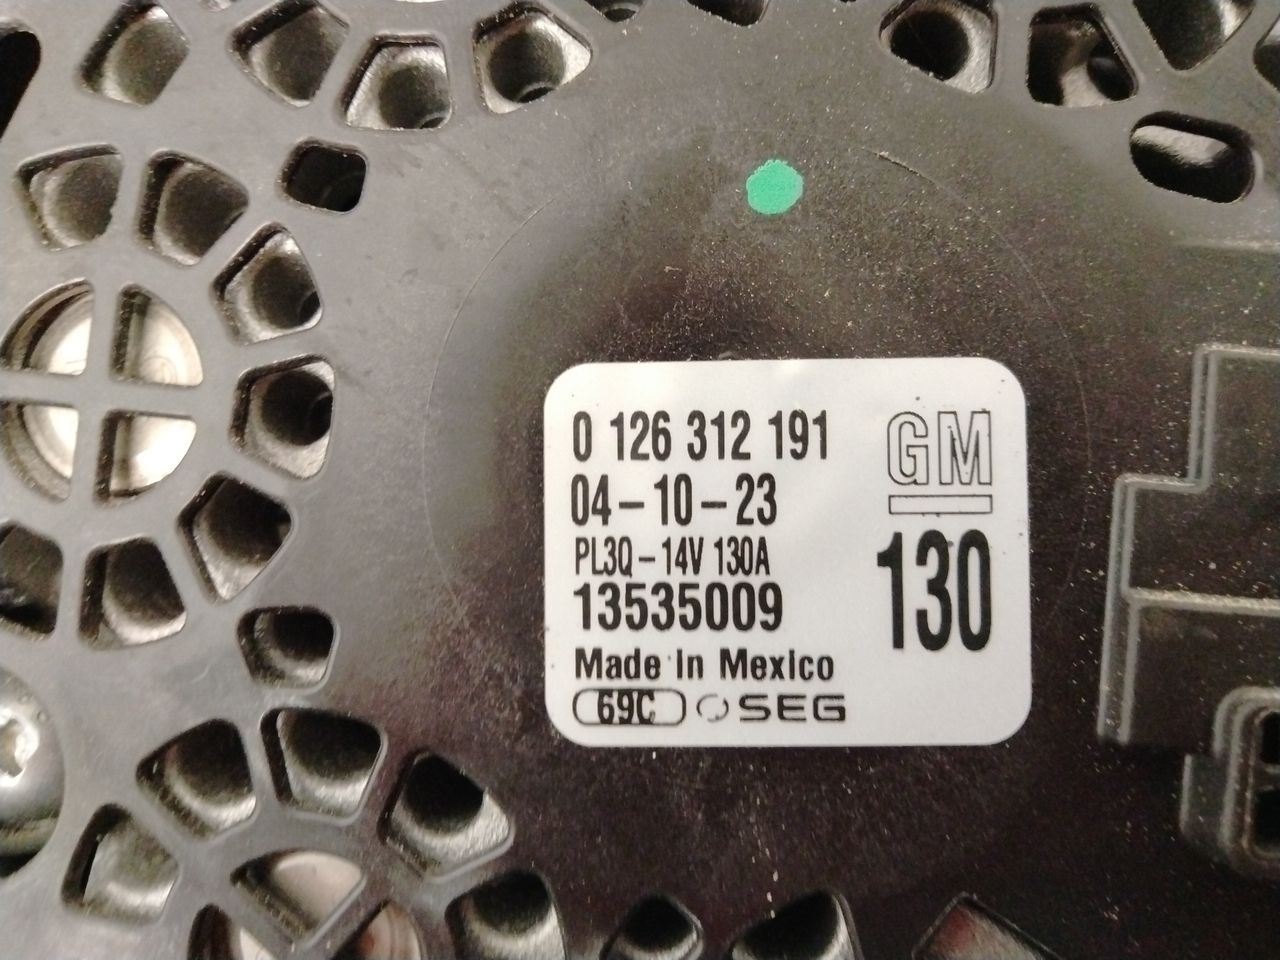 0 126 312 191
GM
04-10-23
PL3Q-14V 130A
130
13535009
Made in Mexico
69C SEG